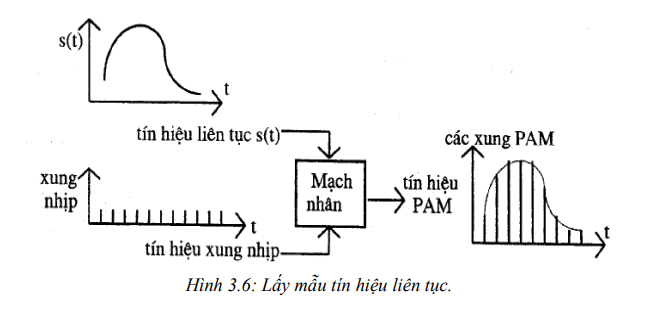 s(t)
t
tín hiệu liên tục s(t)
xung
nhịp
t
tín hiệu xung nhịp
Mạch
nhân
tín hiệu
PAM
các xung PAM
t
Hình 3.6: Lấy mẫu tín hiệu liên tục.